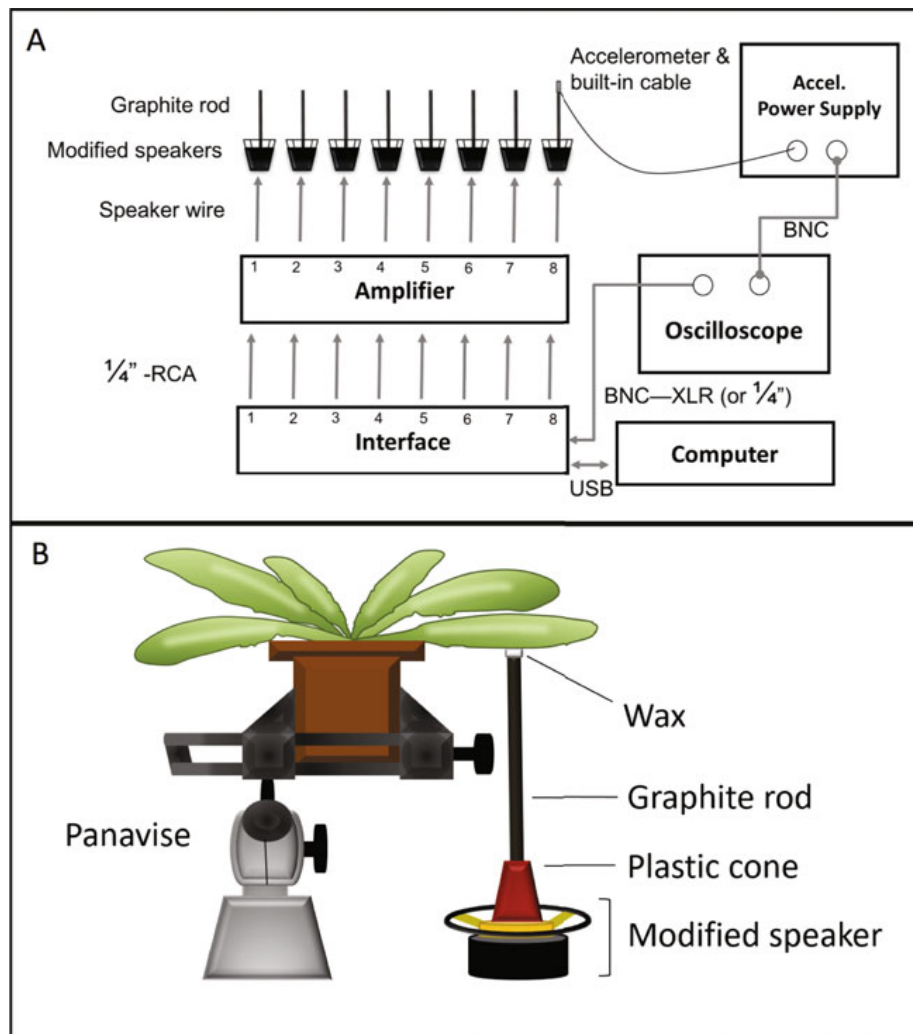 A
Accelerometer &
built-in cable
Accel.
Power Supply
Graphite rod
Modified speakers
Speaker wire
BNC
1 2 3 4 5 6 7 8
Amplifier
Oscilloscope
¼” -RCA
BNC—XLR (or ¼”)
1 2 3 4 5 6 7 8
Interface
Computer
USB
B
Wax
Graphite rod
Panavise
Plastic cone
Modified speaker